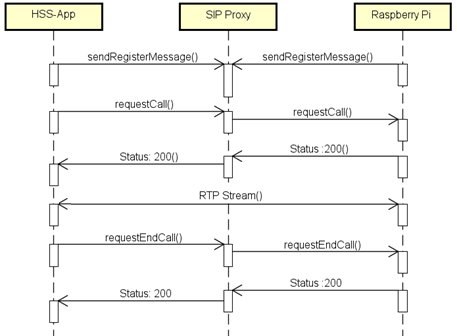 HSS-App
SIP Proxy
Raspberry Pi
sendRegisterMessage()
sendRegisterMessage()
requestCall()
requestCall()
Status :200()
Status: 200()
RTP Stream()
requestEndCall()
requestEndCall()
Status :200
Status: 200